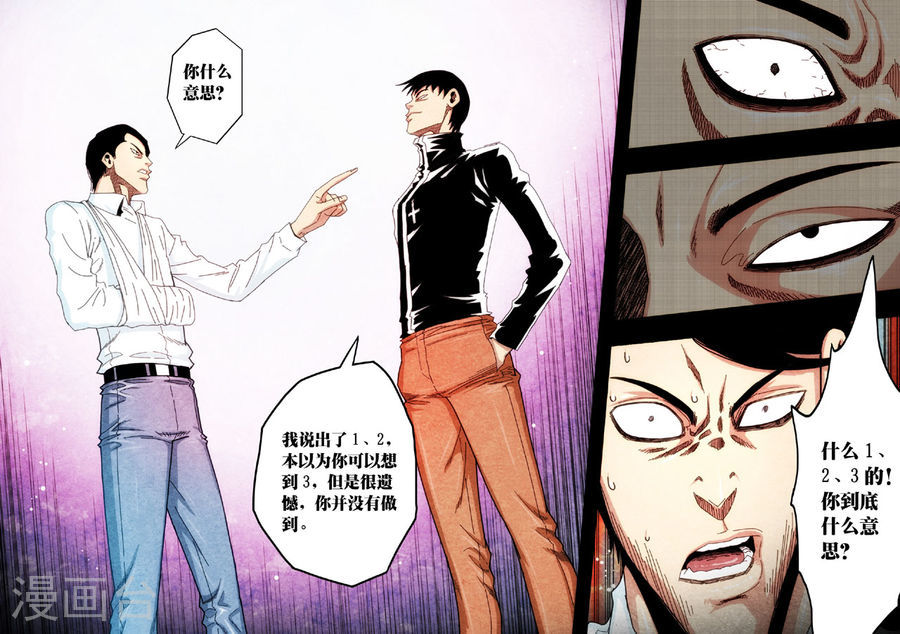 你什么
意思？
我说出了1、2，
本以为你可以想
到3，但是很遗
憾，你并没有做
到。
什么1、
2、3的！
你到底
什么意
思？
漫画台